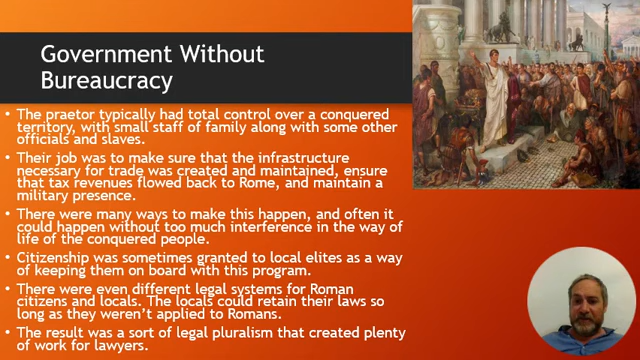 Government Without
Bureaucracy
• The praetor typically had total control over a conquered
territory, with small staff of family along with some other
officials and slaves.
• Their job was to make sure that the infrastructure
necessary for trade was created and maintained, ensure
that tax revenues flowed back to Rome, and maintain a
military presence.
• There were many ways to make this happen, and often it
could happen without too much interference in the way of
life of the conquered people.
• Citizenship was sometimes granted to local elites as a way
of keeping them on board with this program.
• There were even different legal systems for Roman
citizens and locals. The locals could retain their laws so
long as they weren't applied to Romans.
• The result was a sort of legal pluralism that created plenty
of work for lawyers.